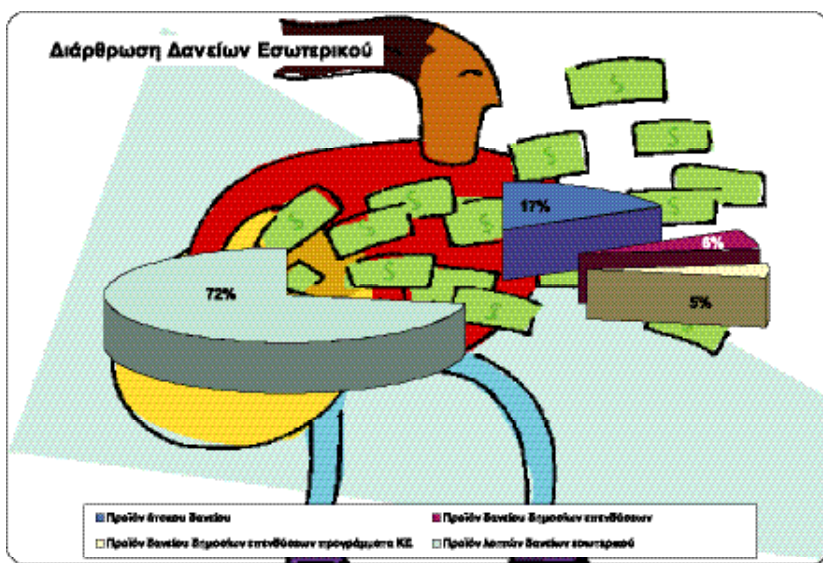 Διάρθρωση Δανείων Εσωτερικού
17%
6%
5%
72%
Προϊόν άτοκου δανείου
Προϊόν δανείου δημοσίων επενδύσεων
Προϊόν δανείου δημοσίων επενδύσεων προγράμματα ΚΣ
Προϊόν λοιπών δανείων εσωτερικού